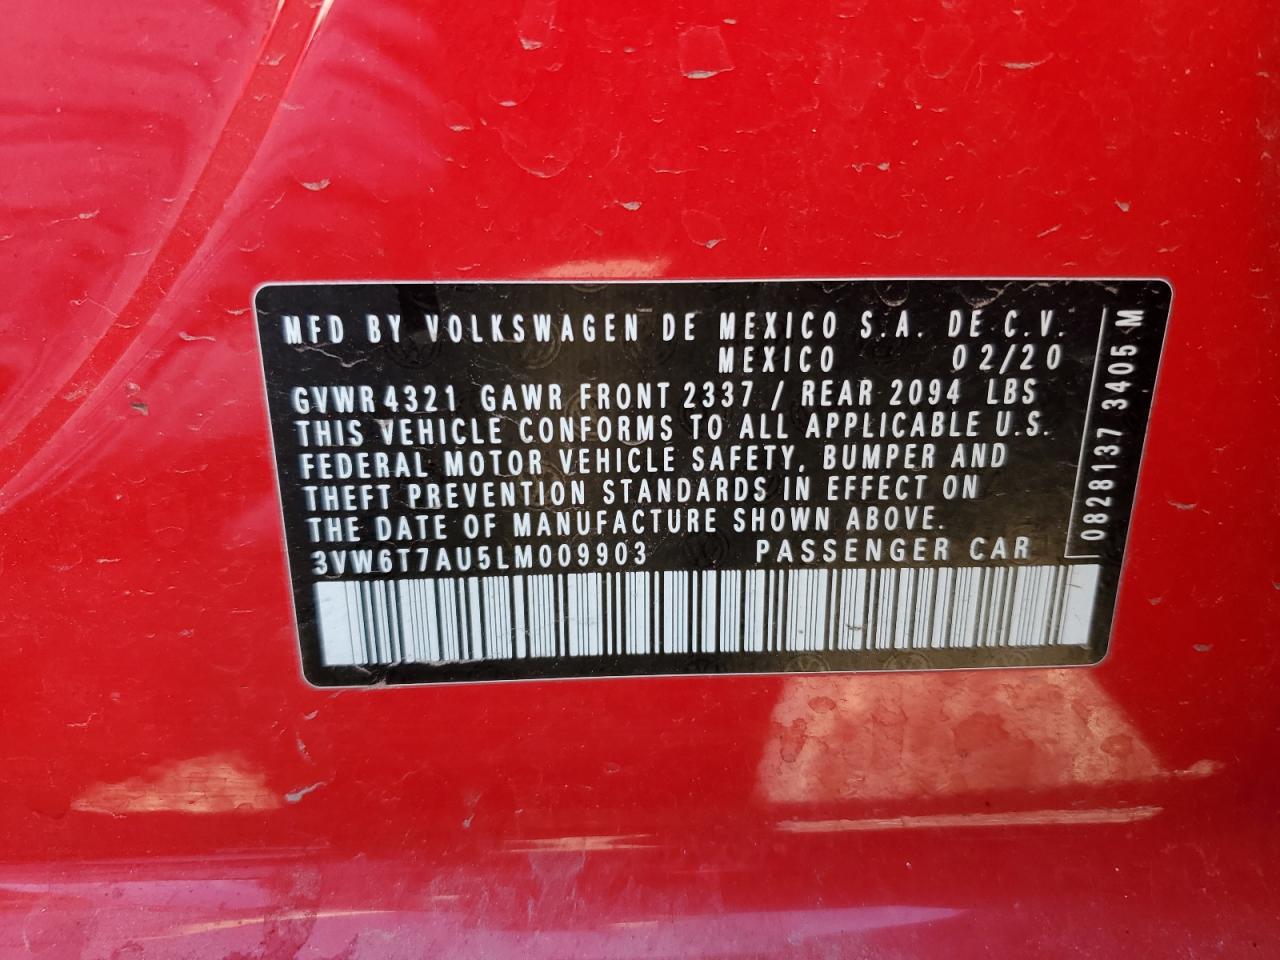 MFD BY VOLKSWAGEN DE MEXICO S.A. DE C.V.
MEXICO 02/20
GVWR 4321 GAWR FRONT 2337 / REAR 2094 LBS
THIS VEHICLE CONFORMS TO ALL APPLICABLE U.S.
FEDERAL MOTOR VEHICLE SAFETY, BUMPER AND
THEFT PREVENTION STANDARDS IN EFFECT ON
THE DATE OF MANUFACTURE SHOWN ABOVE.
3VW6T7AU5LM009903 PASSENGER CAR
0828137 3405 M